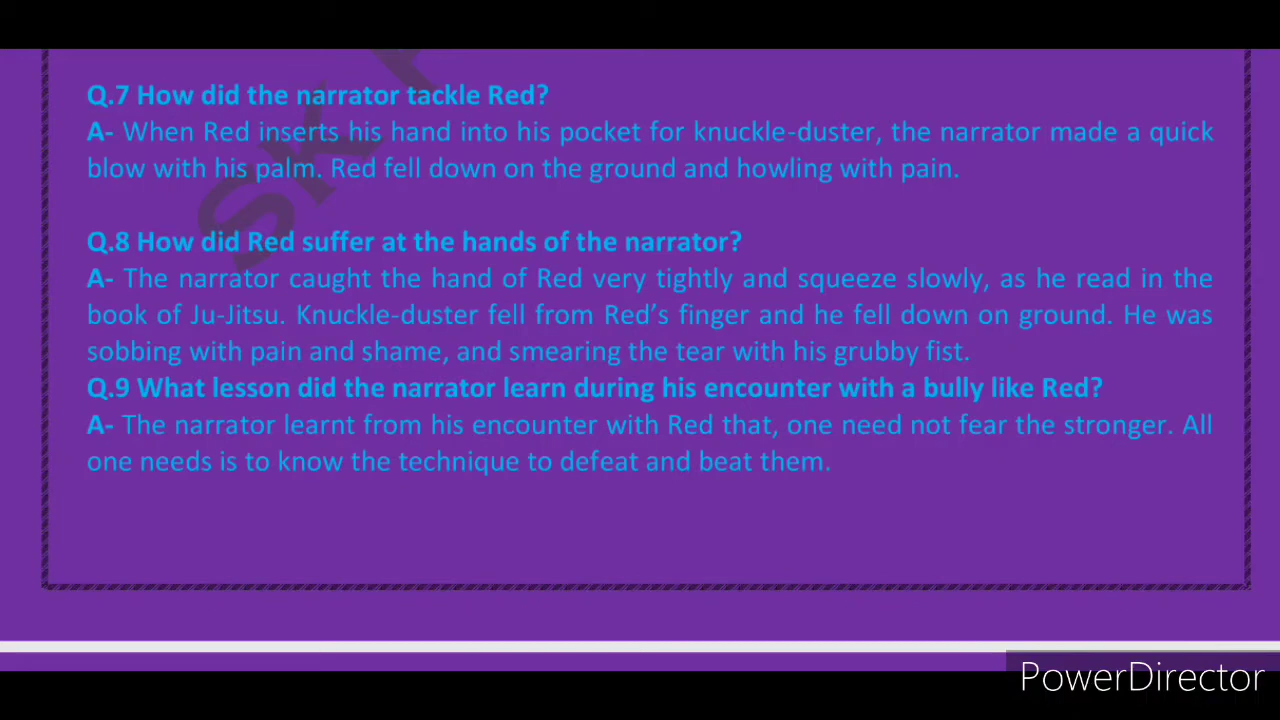 Q.7 How did the narrator tackle Red?
A- When Red inserts his hand into his pocket for knuckle-duster, the narrator made a quick
blow with his palm. Red fell down on the ground and howling with pain.
Q.8 How did Red suffer at the hands of the narrator?
A- The narrator caught the hand of Red very tightly and squeeze slowly, as he read in the
book of Ju-Jitsu. Knuckle-duster fell from Red’s finger and he fell down on ground. He was
sobbing with pain and shame, and smearing the tear with his grubby fist.
Q.9 What lesson did the narrator learn during his encounter with a bully like Red?
A- The narrator learnt from his encounter with Red that, one need not fear the stronger. All
one needs is to know the technique to defeat and beat them.
PowerDirector